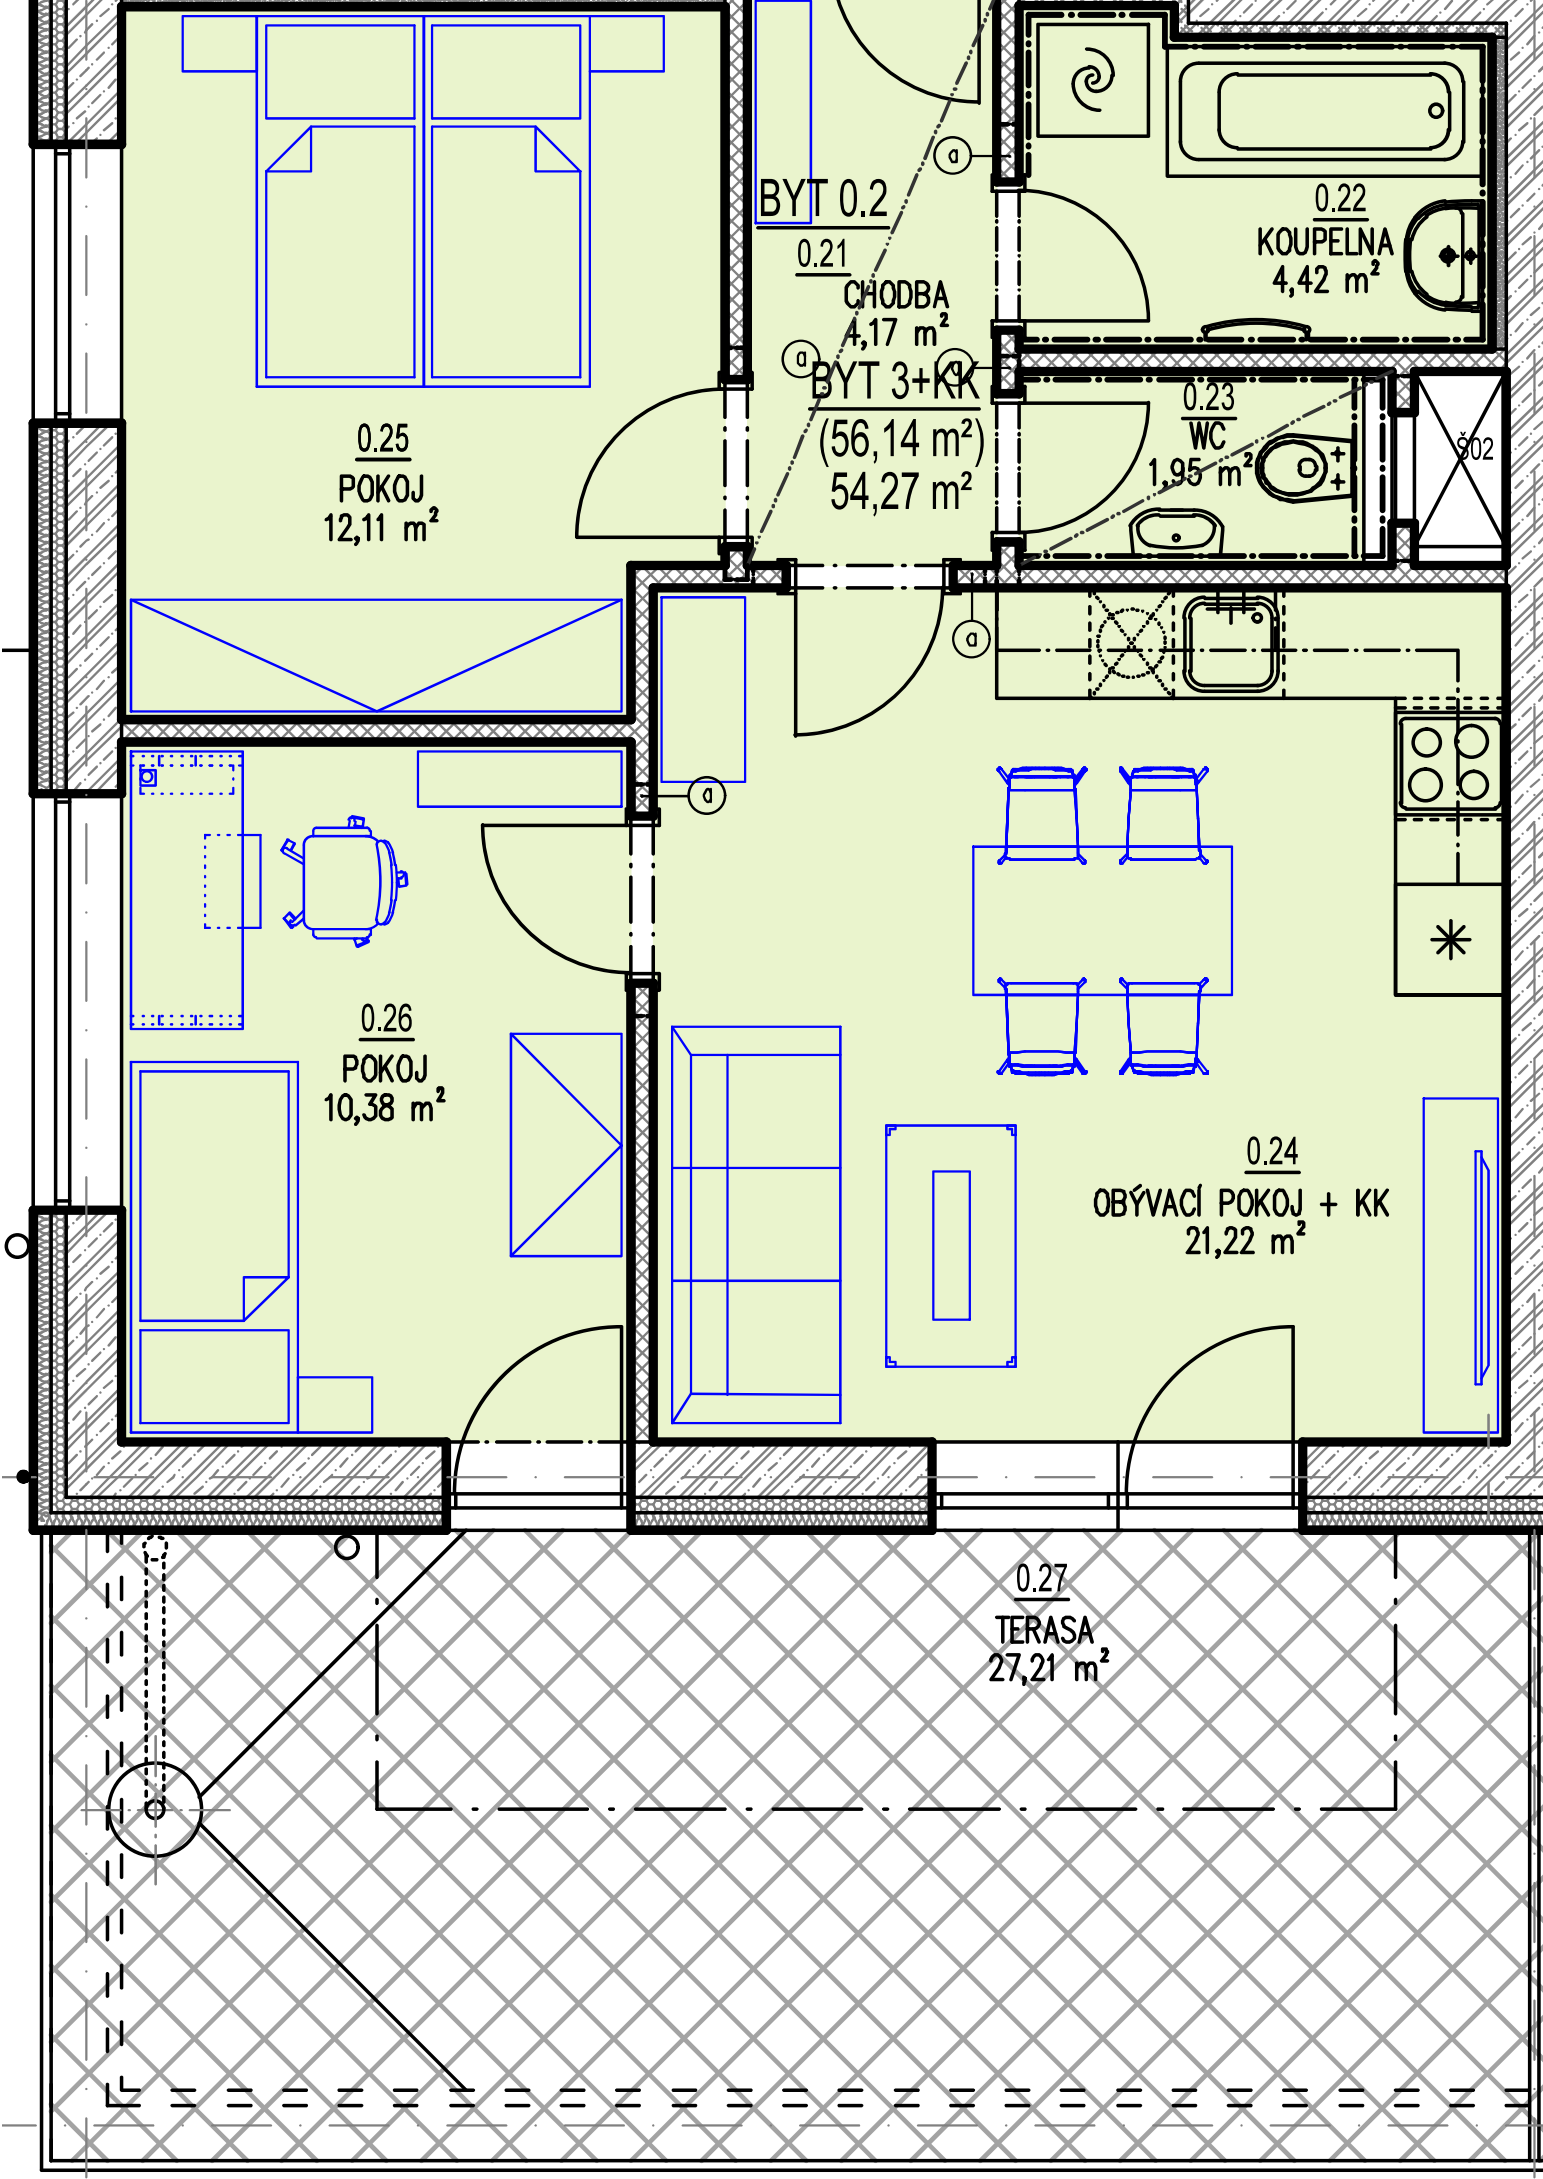 BYT 0.2
0.21
CHODBA
4,17 m²
a
a
a
BYT 3+KK
(56,14 m²)
54,27 m²
0.22
KOUPELNA
4,42 m²
0.23
WC
1,95 m²
Š02
0.25
POKOJ
12,11 m²
a
a
0.26
POKOJ
10,38 m²
0.24
OBÝVACÍ POKOJ + KK
21,22 m²
0.27
TERASA
27,21 m²